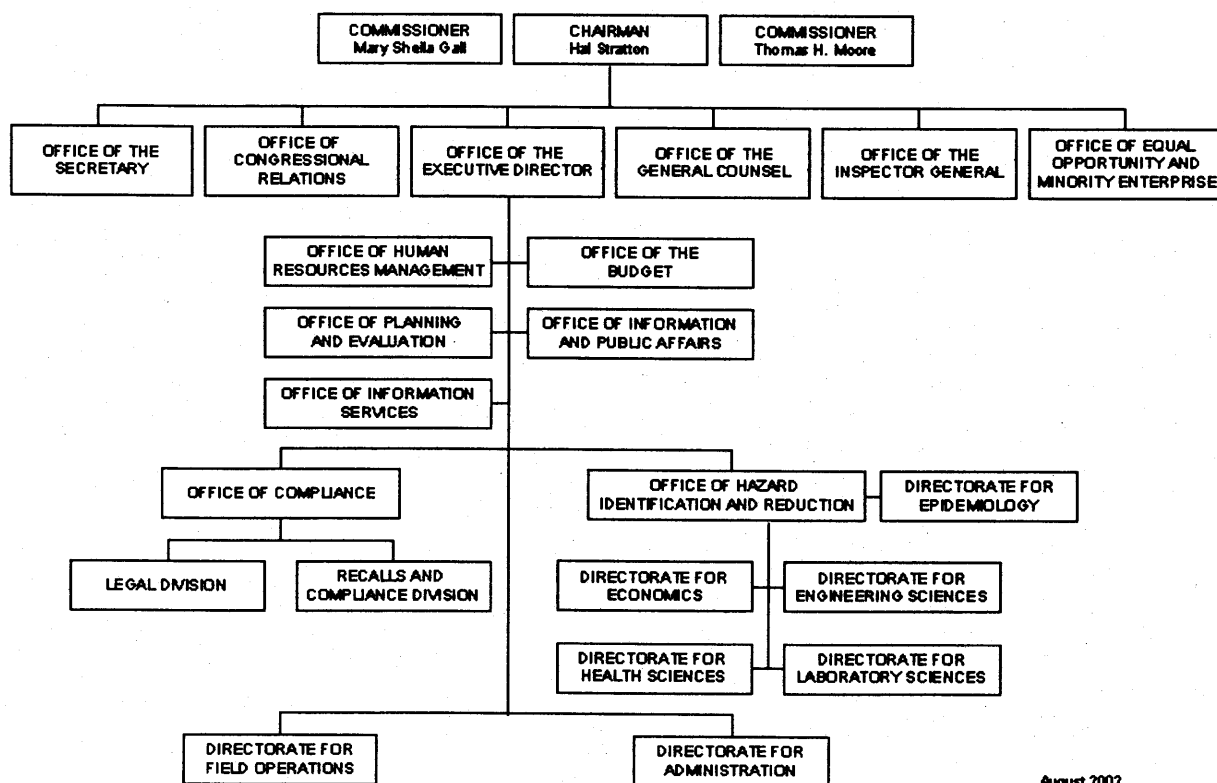 COMMISSIONER
Mary Sheila Gall
CHAIRMAN
Hal Stratton
COMMISSIONER
Thomas H. Moore
OFFICE OF THE
SECRETARY
OFFICE OF
CONGRESSIONAL
RELATIONS
OFFICE OF THE
EXECUTIVE DIRECTOR
OFFICE OF THE
GENERAL COUNSEL
OFFICE OF THE
INSPECTOR GENERAL
OFFICE OF EQUAL
OPPORTUNITY AND
MINORITY ENTERPRISE
OFFICE OF HUMAN
RESOURCES MANAGEMENT
OFFICE OF THE
BUDGET
OFFICE OF PLANNING
AND EVALUATION
OFFICE OF INFORMATION
AND PUBLIC AFFAIRS
OFFICE OF INFORMATION
SERVICES
OFFICE OF COMPLIANCE
OFFICE OF HAZARD
IDENTIFICATION AND REDUCTION
DIRECTORATE FOR
EPIDEMIOLOGY
LEGAL DIVISION
RECALLS AND
COMPLIANCE DIVISION
DIRECTORATE FOR
ECONOMICS
DIRECTORATE FOR
ENGINEERING SCIENCES
DIRECTORATE FOR
HEALTH SCIENCES
DIRECTORATE FOR
LABORATORY SCIENCES
DIRECTORATE FOR
FIELD OPERATIONS
DIRECTORATE FOR
ADMINISTRATION
August 2002